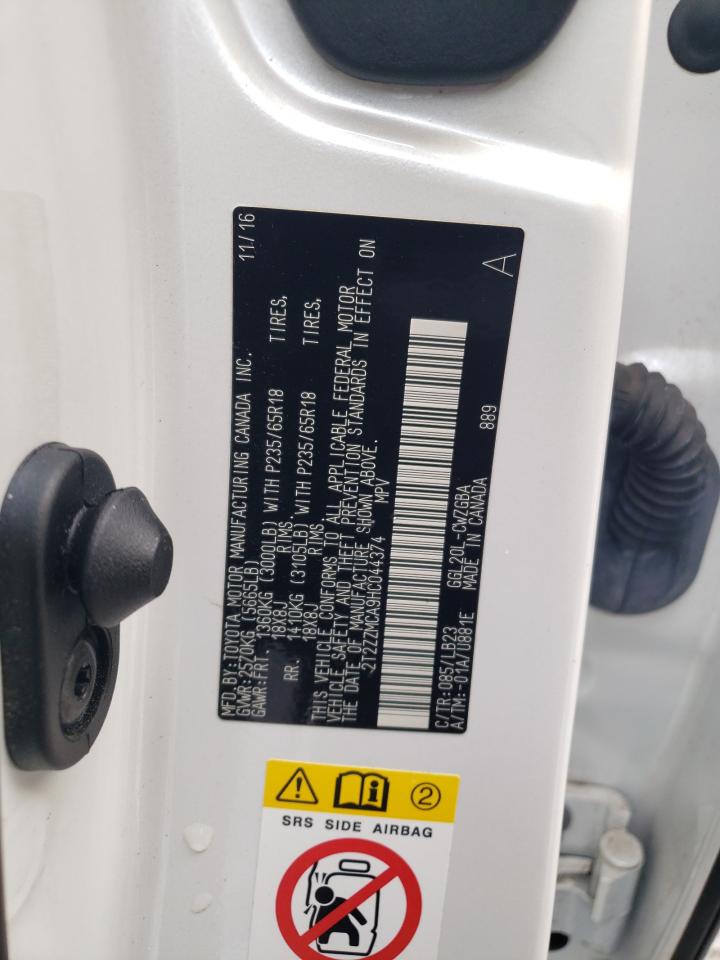 MFD.BY:TOYOTA MOTOR MANUFACTURING CANADA INC. 11/16
GVWR:2570KG (5665LB)
GAWR:FRT. 1360KG (3000LB) WITH P235/65R18 TIRES,
18X8J RIMS.
RR. 1410KG (3105LB) WITH P235/65R18 TIRES,
18X8J RIMS.
THIS VEHICLE CONFORMS TO ALL APPLICABLE FEDERAL MOTOR
VEHICLE SAFETY AND THEFT PREVENTION STANDARDS IN EFFECT ON
THE DATE OF MANUFACTURE SHOWN ABOVE.
2T2ZZMCA9HC044374 MPV
C/TR:085/LB23 GGL20L-CWZGBA
A/TM:-01A/U881E MADE IN CANADA 889 A
2
SRS SIDE AIRBAG